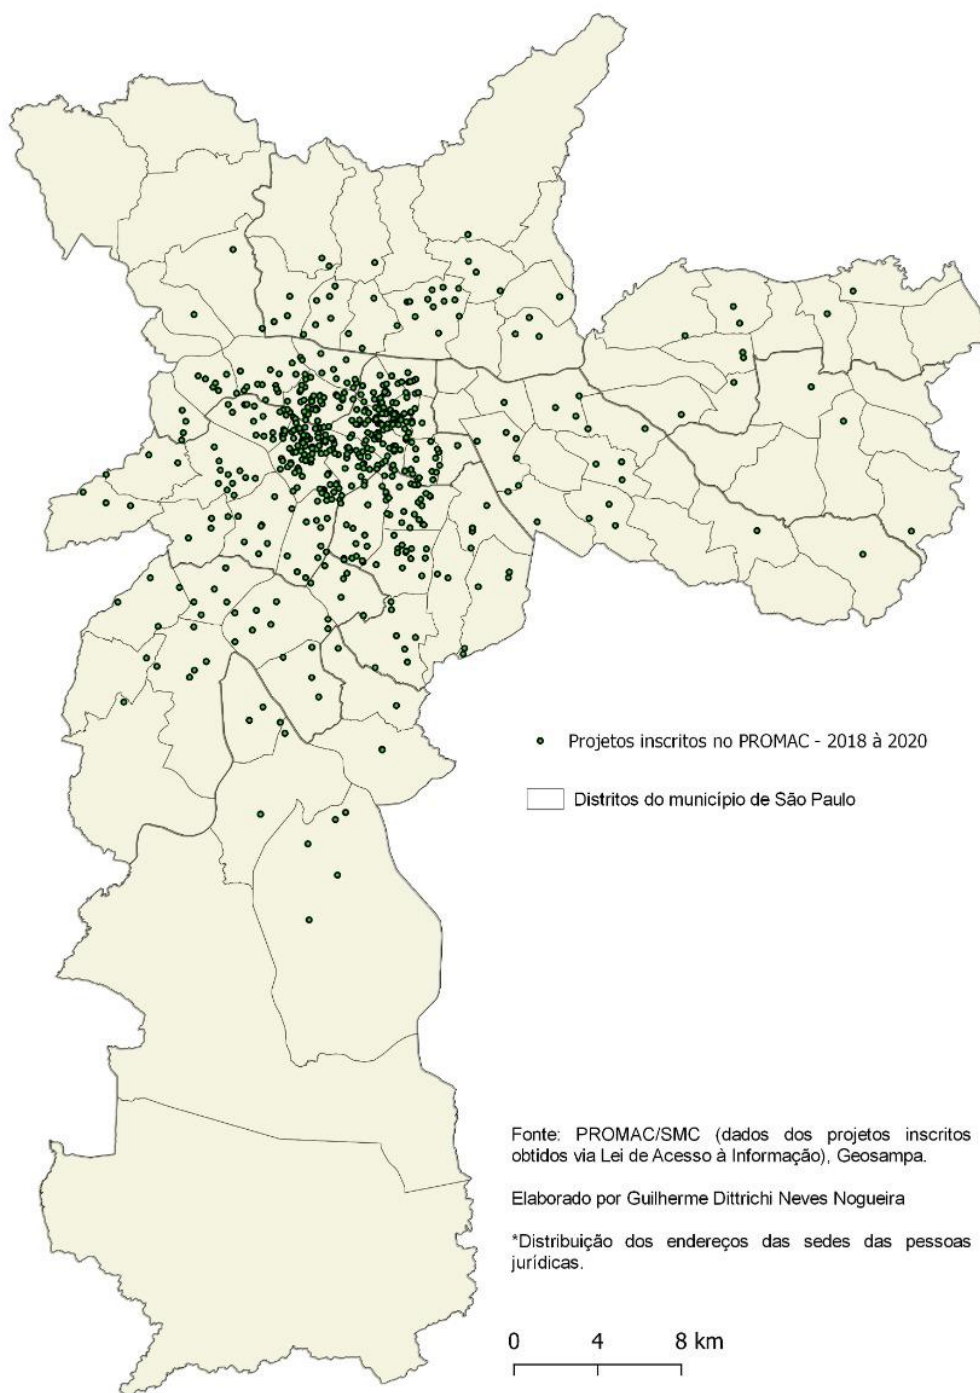 Projetos inscritos no PROMAC - 2018 à 2020
Distritos do município de São Paulo
Fonte: PROMAC/SMC (dados dos projetos inscritos
obtidos via Lei de Acesso à Informação), Geosampa.
Elaborado por Guilherme Dittrichi Neves Nogueira
*Distribuição dos endereços das sedes das pessoas
jurídicas.
0 4 8 km